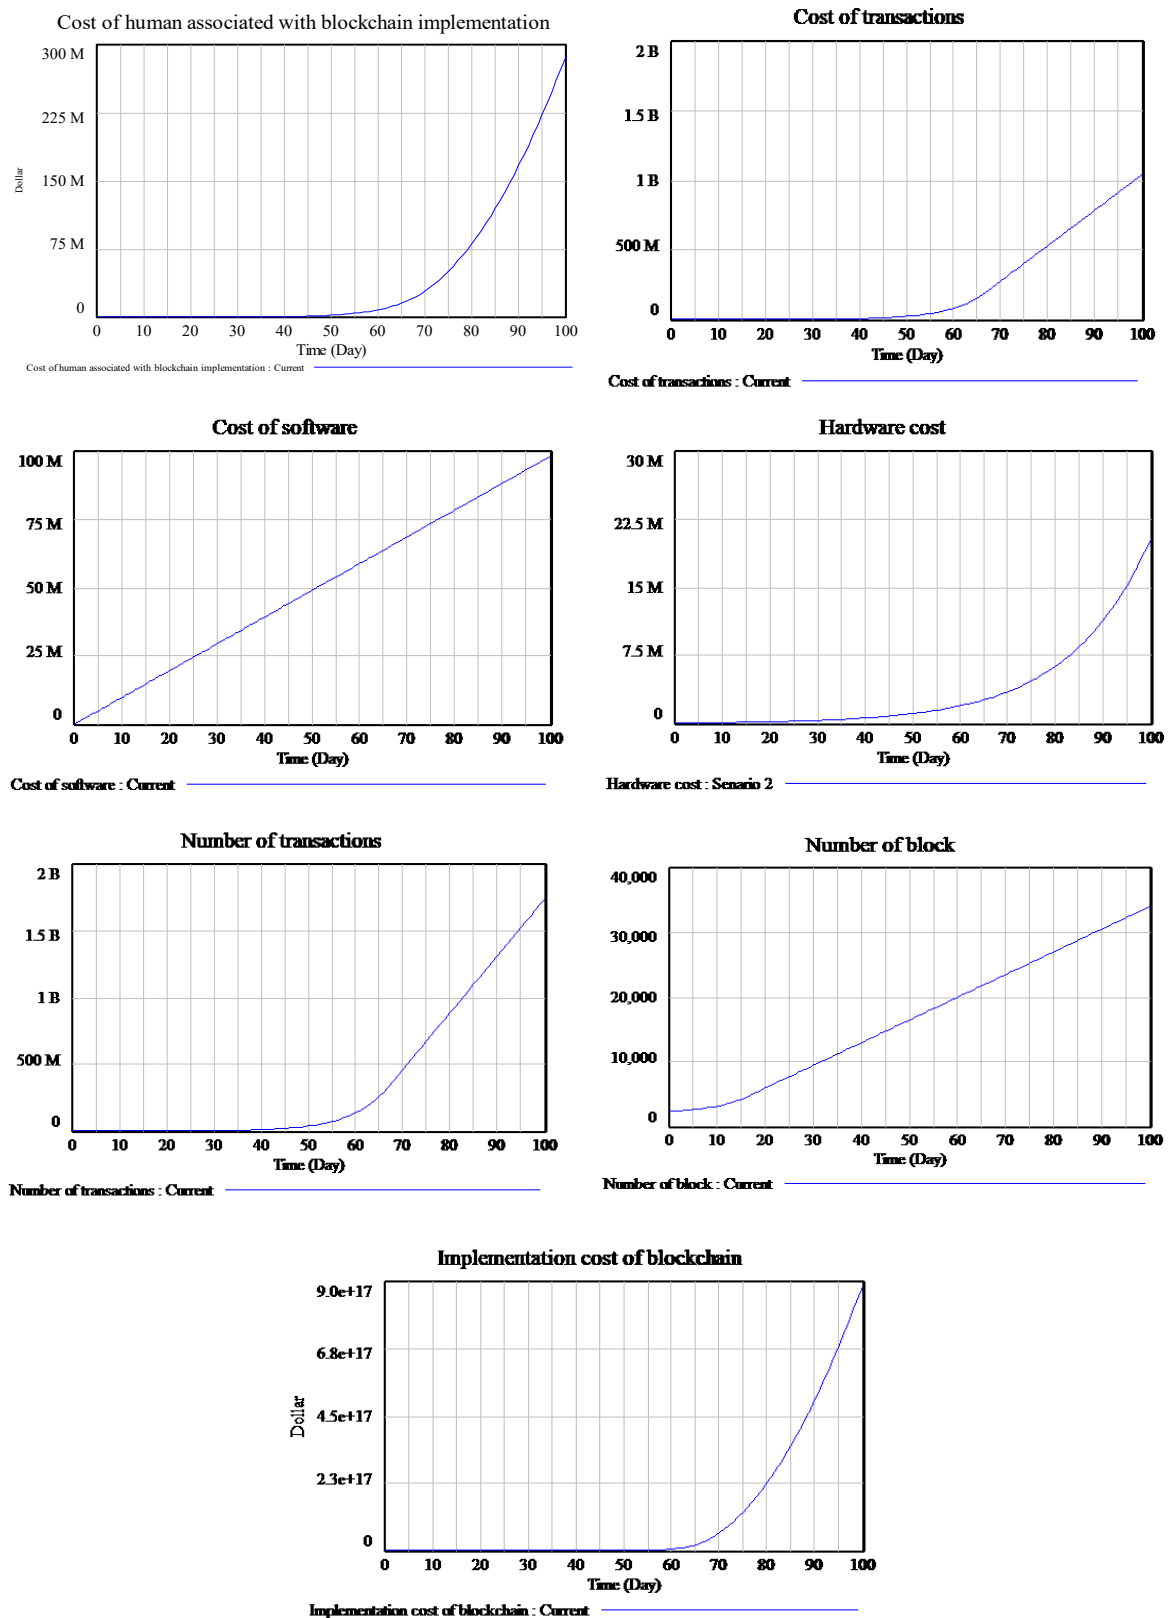 Cost of human associated with blockchain implementation
300 M
225 M
150 M
75 M
0
Dollar
0 10 20 30 40 50 60 70 80 90 100
Time (Day)
Cost of human associated with blockchain implementation : Current
Cost of transactions
2 B
1.5 B
1 B
500 M
0
0 10 20 30 40 50 60 70 80 90 100
Time (Day)
Cost of transactions : Current
Cost of software
100 M
75 M
50 M
25 M
0
0 10 20 30 40 50 60 70 80 90 100
Time (Day)
Cost of software : Current
Hardware cost
30 M
22.5 M
15 M
7.5 M
0
0 10 20 30 40 50 60 70 80 90 100
Time (Day)
Hardware cost : Senario 2
Number of transactions
2 B
1.5 B
1 B
500 M
0
0 10 20 30 40 50 60 70 80 90 100
Time (Day)
Number of transactions : Current
Number of block
40,000
30,000
20,000
10,000
0
0 10 20 30 40 50 60 70 80 90 100
Time (Day)
Number of block : Current
Implementation cost of blockchain
9.0e+17
6.8e+17
4.5e+17
2.3e+17
0
Dollar
0 10 20 30 40 50 60 70 80 90 100
Time (Day)
Implementation cost of blockchain : Current